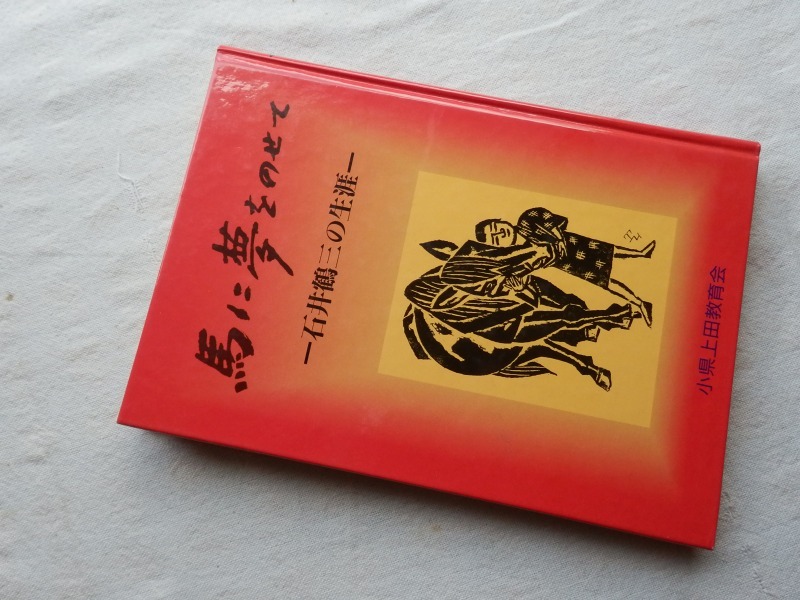 馬に夢をのせて
―石井鶴三の生涯―
小県上田教育会